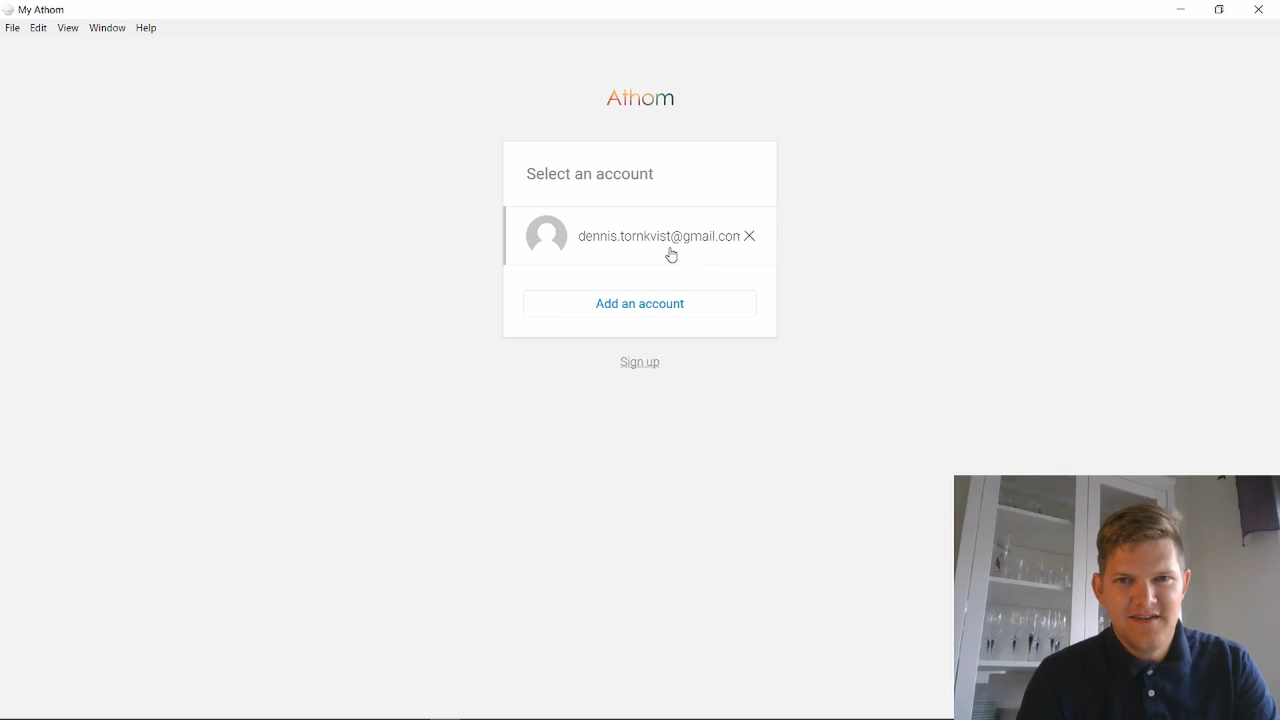 My Athom
File Edit View Window Help
Athom
Select an account
dennis.tornkvist@gmail.com
Add an account
Sign up